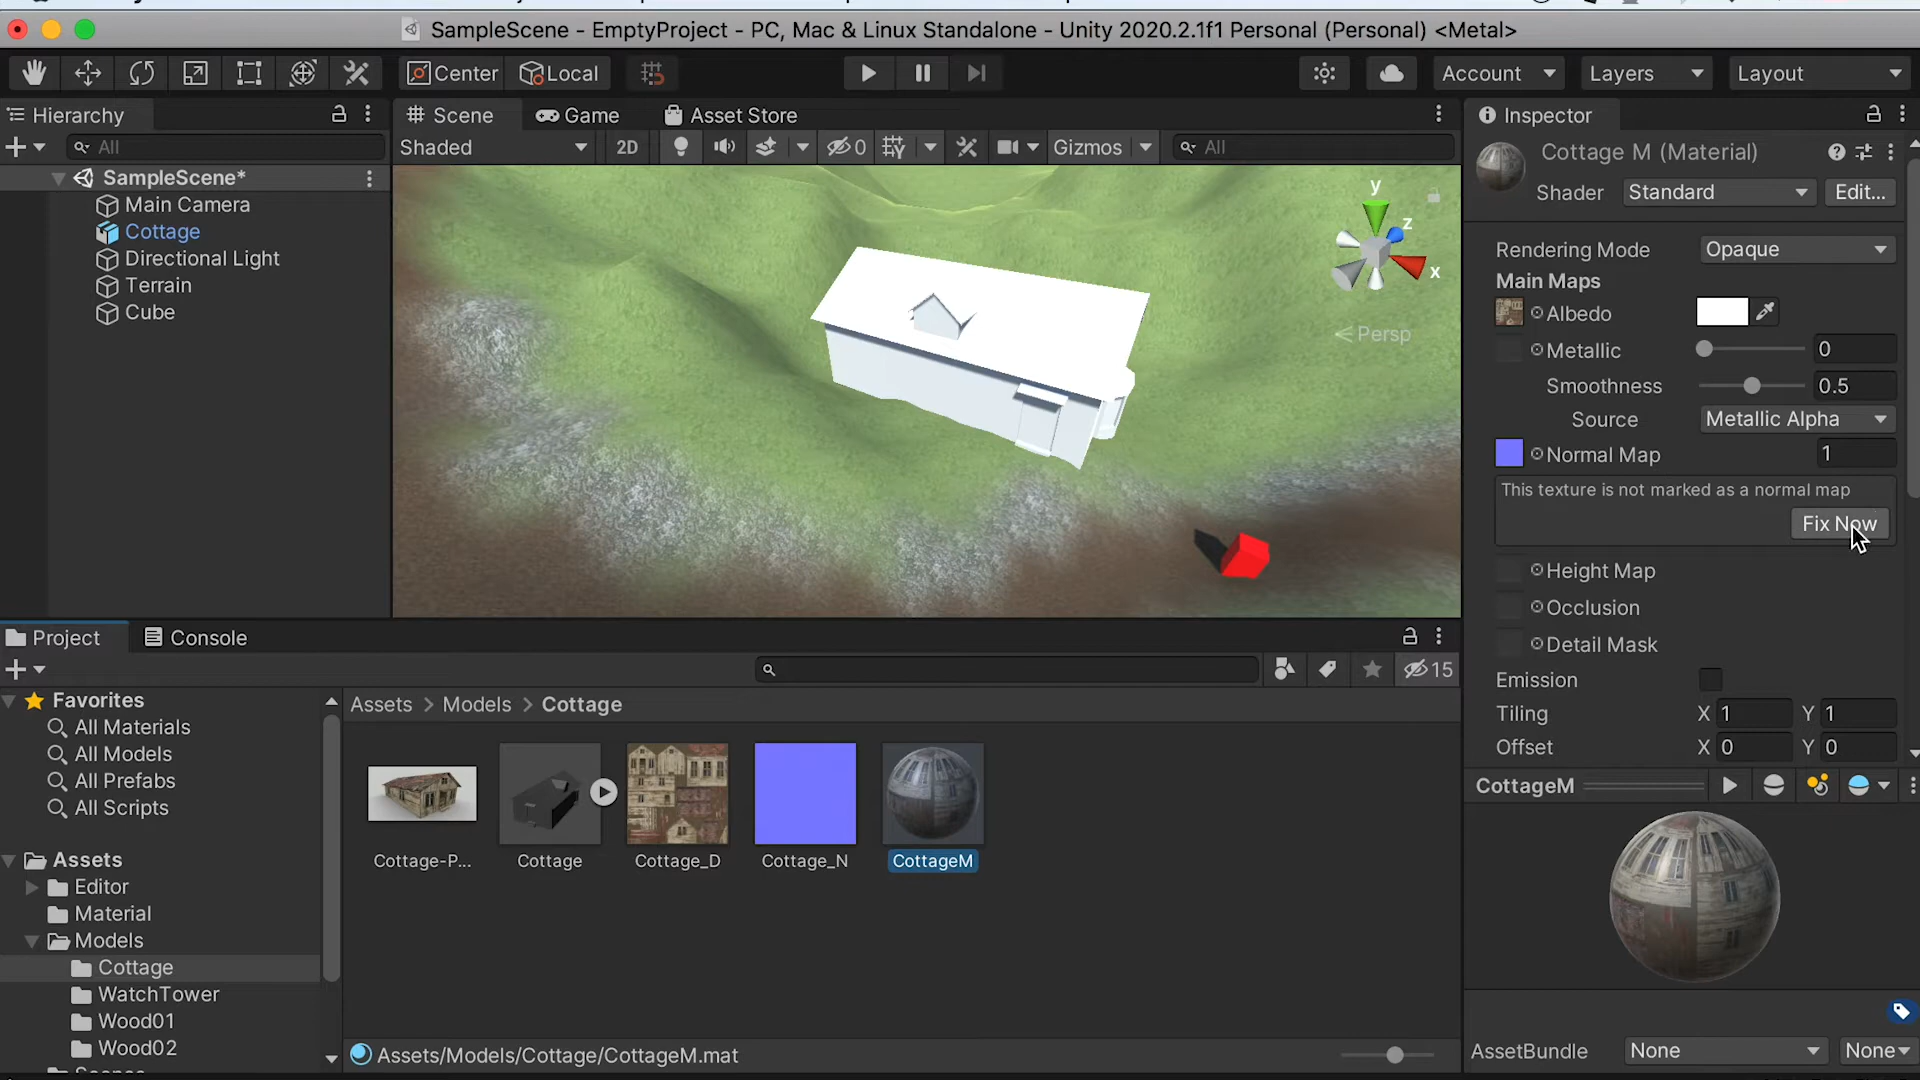 SampleScene - EmptyProject - PC, Mac & Linux Standalone - Unity 2020.2.1f1 Personal (Personal) <Metal>
Center
Local
Account
Layers
Layout
Hierarchy
Scene
Game
Asset Store
Inspector
All
Shaded
2D
0
Gizmos
All
SampleScene*
Main Camera
Cottage
Directional Light
Terrain
Cube
y
z
x
Persp
Cottage M (Material)
Shader
Standard
Edit...
Rendering Mode
Opaque
Main Maps
Albedo
Metallic
0
Smoothness
0.5
Source
Metallic Alpha
Normal Map
1
This texture is not marked as a normal map
Fix Now
Height Map
Occlusion
Detail Mask
Emission
Tiling
X 1
Y 1
Offset
X 0
Y 0
Project
Console
15
Favorites
All Materials
All Models
All Prefabs
All Scripts
Assets
Editor
Material
Models
Cottage
WatchTower
Wood01
Wood02
Assets > Models > Cottage
Cottage-P...
Cottage
Cottage_D
Cottage_N
CottageM
Assets/Models/Cottage/CottageM.mat
CottageM
AssetBundle
None
None